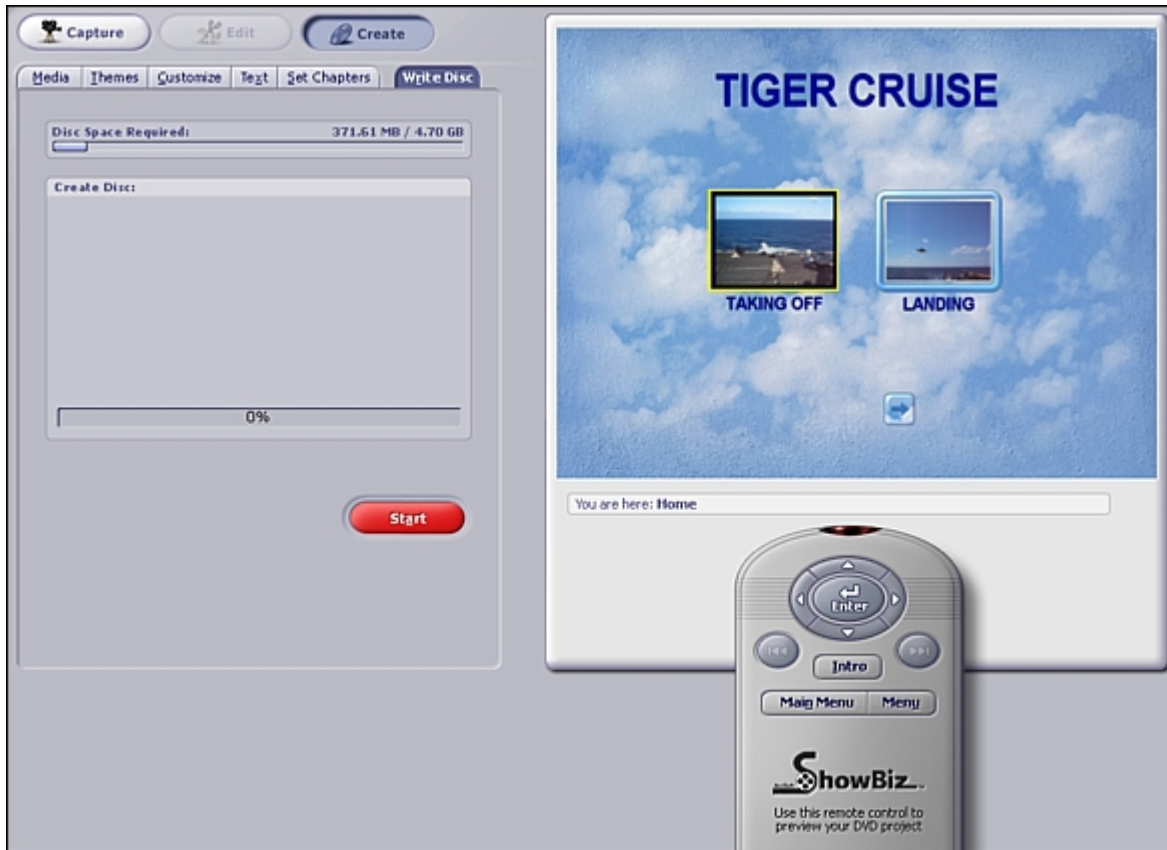 Capture
Edit
Create
Media Themes Customize Text Set Chapters Write Disc
Disc Space Required: 371.61 MB / 4.70 GB
Create Disc:
0%
Start
TIGER CRUISE
TAKING OFF
LANDING
You are here: Home
Enter
Intro
Main Menu Menu
ShowBiz
Use this remote control to
preview your DVD project